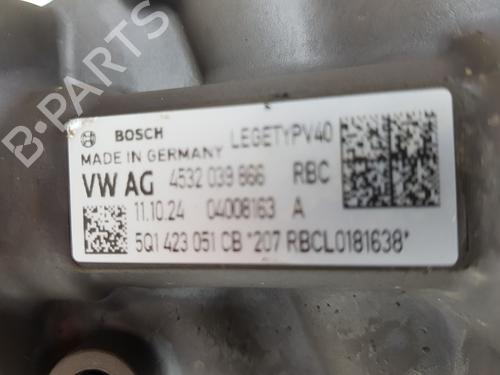 BOSCH LEGETYPV40
MADE IN GERMANY
VW AG 4532 039 866 RBC
11.10.24 04008163 A
5Q1 423 051 CB *207 RBCL0181638*
B-PARTS